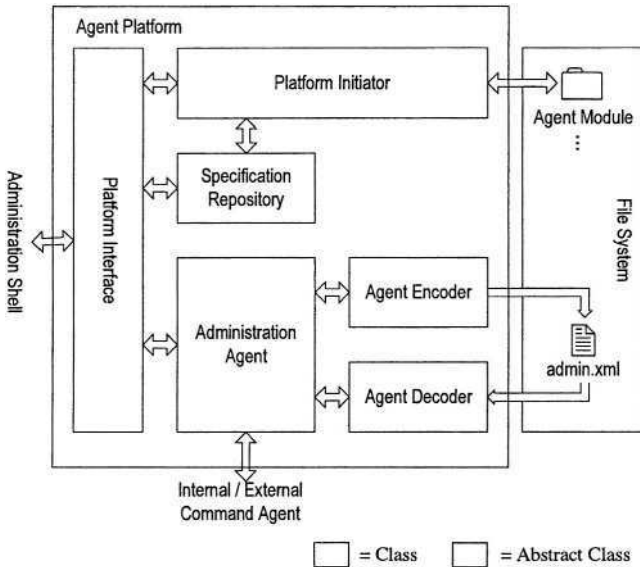 Agent Platform
Platform Initiator
Agent Module
...
Specification
Repository
Administration Shell
Platform Interface
File System
Agent Encoder
Administration
Agent
admin.xml
Agent Decoder
Internal / External
Command Agent
= Class
= Abstract Class